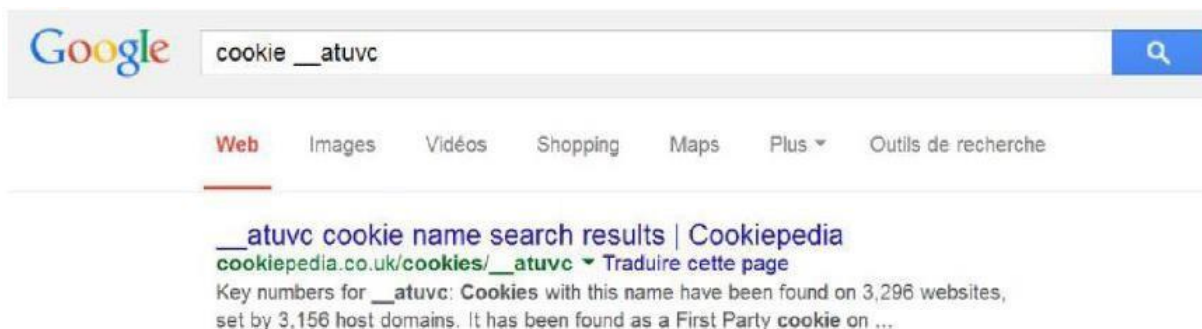 Google cookie __atuvc
Web Images Vidéos Shopping Maps Plus Outils de recherche
__atuvc cookie name search results | Cookiepedia
cookiepedia.co.uk/cookies/__atuvc Traduire cette page
Key numbers for __atuvc: Cookies with this name have been found on 3,296 websites,
set by 3,156 host domains. It has been found as a First Party cookie on ...